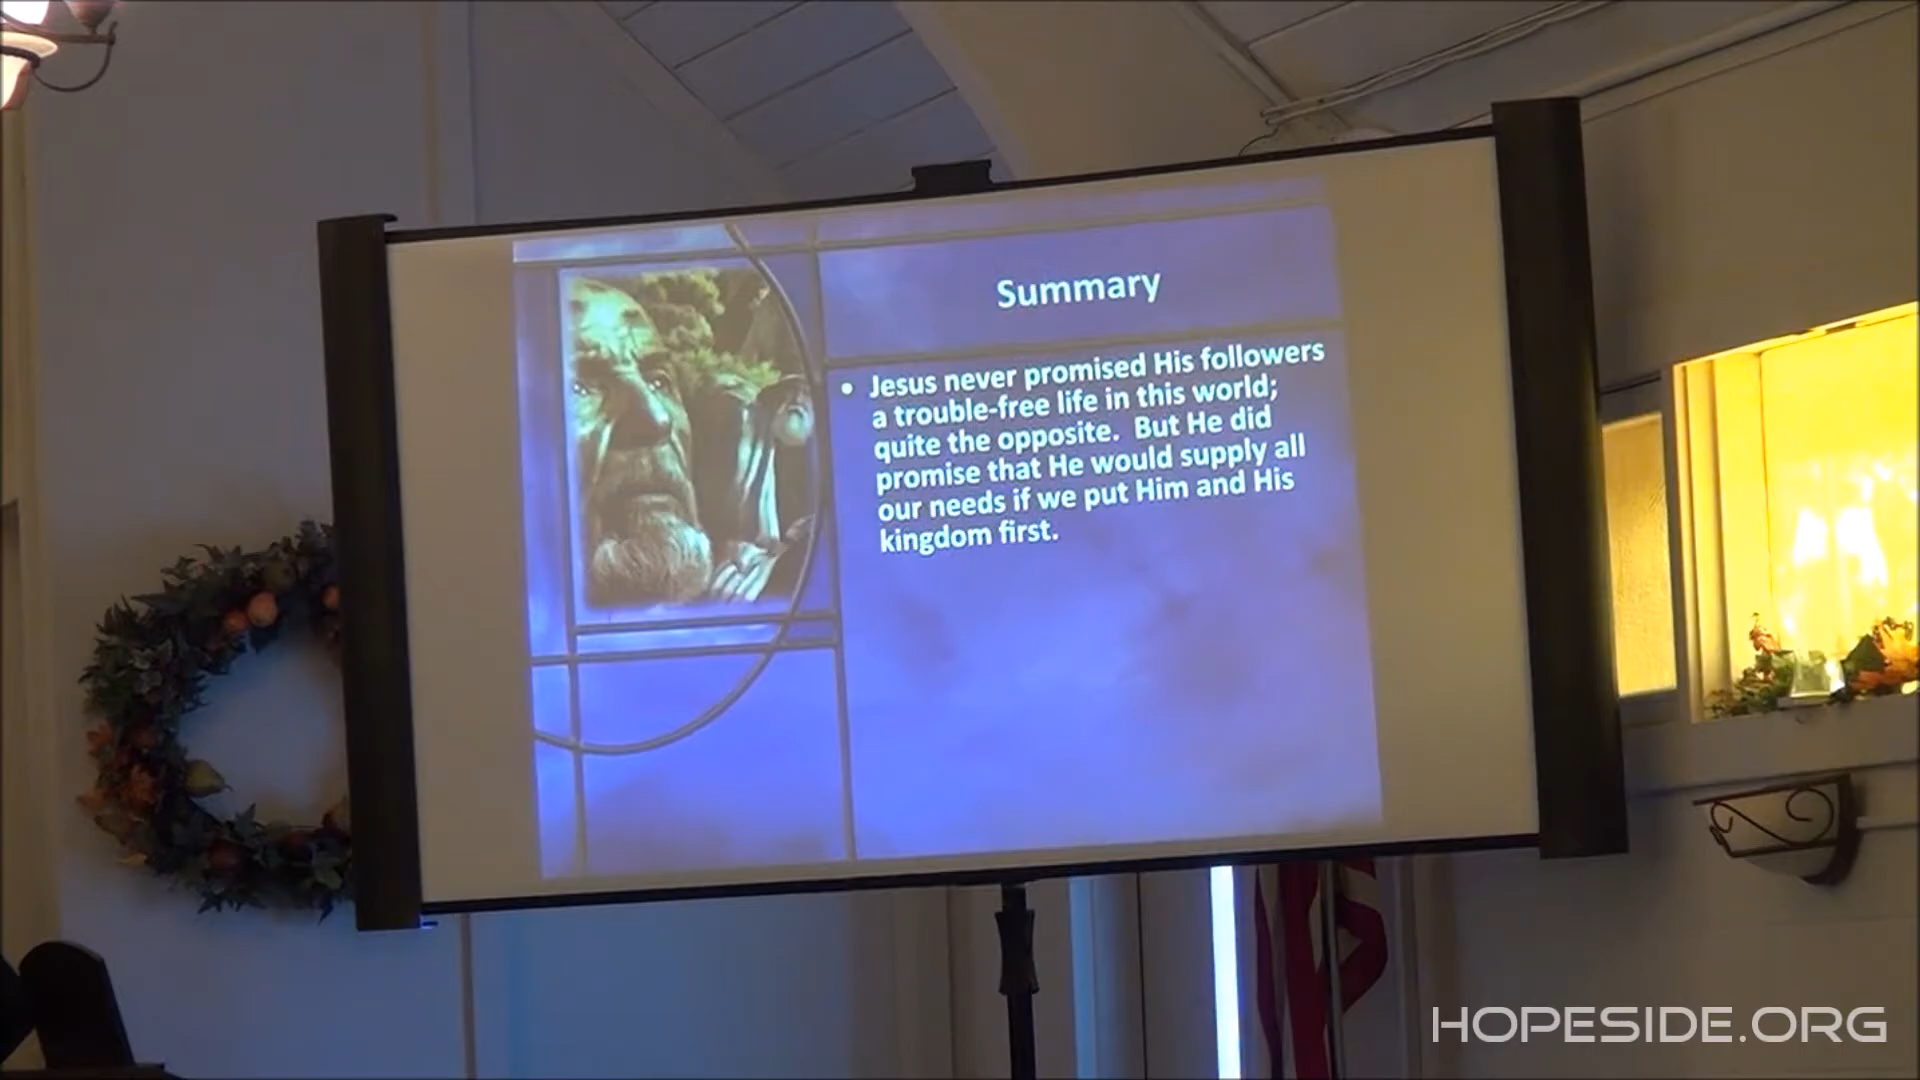 Summary
• Jesus never promised His followers
a trouble-free life in this world;
quite the opposite. But He did
promise that He would supply all
our needs if we put Him and His
kingdom first.
HOPESIDE.ORG